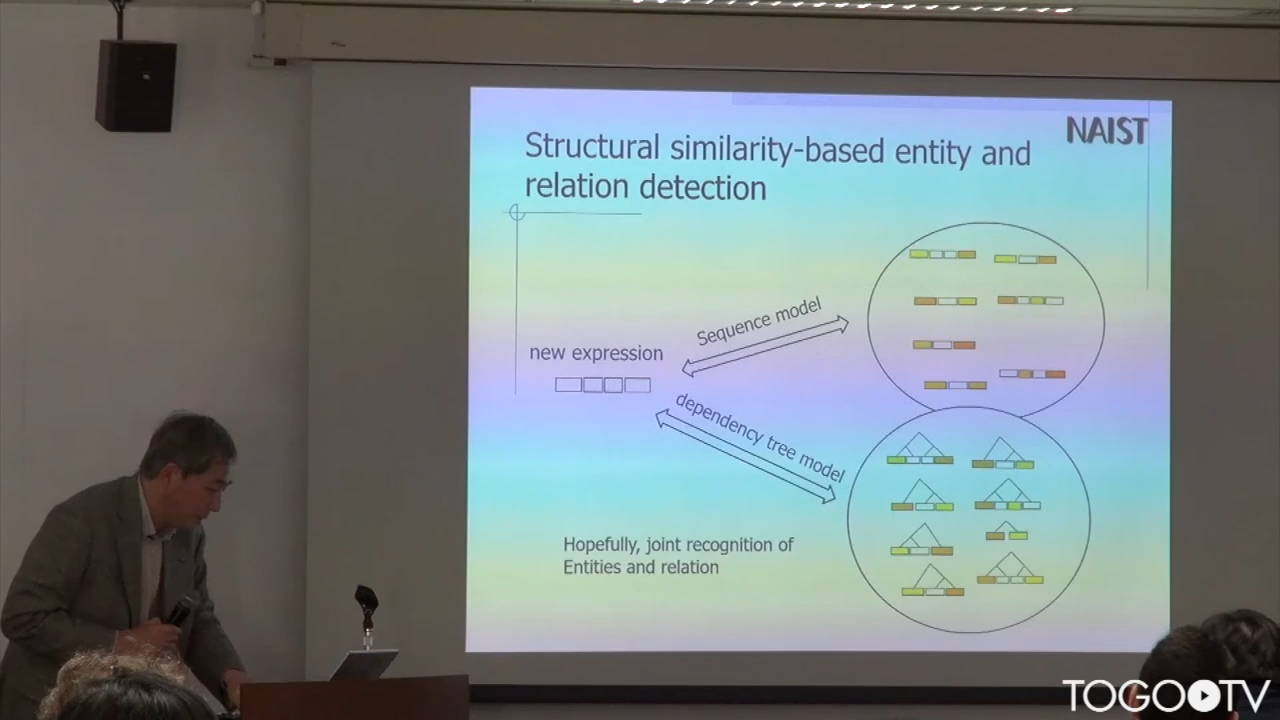 NAIST
Structural similarity-based entity and
relation detection
Sequence model
new expression
dependency tree model
Hopefully, joint recognition of
Entities and relation
TOGOTV